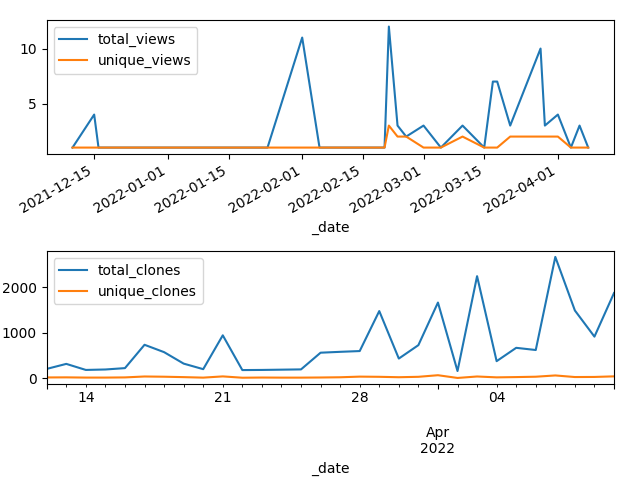 10
5
total_views
unique_views
2021-12-15
2022-01-01
2022-01-15
2022-02-01
2022-02-15
2022-03-01
2022-03-15
2022-04-01
_date
2000
1000
0
total_clones
unique_clones
14
21
28
04
Apr
2022
_date